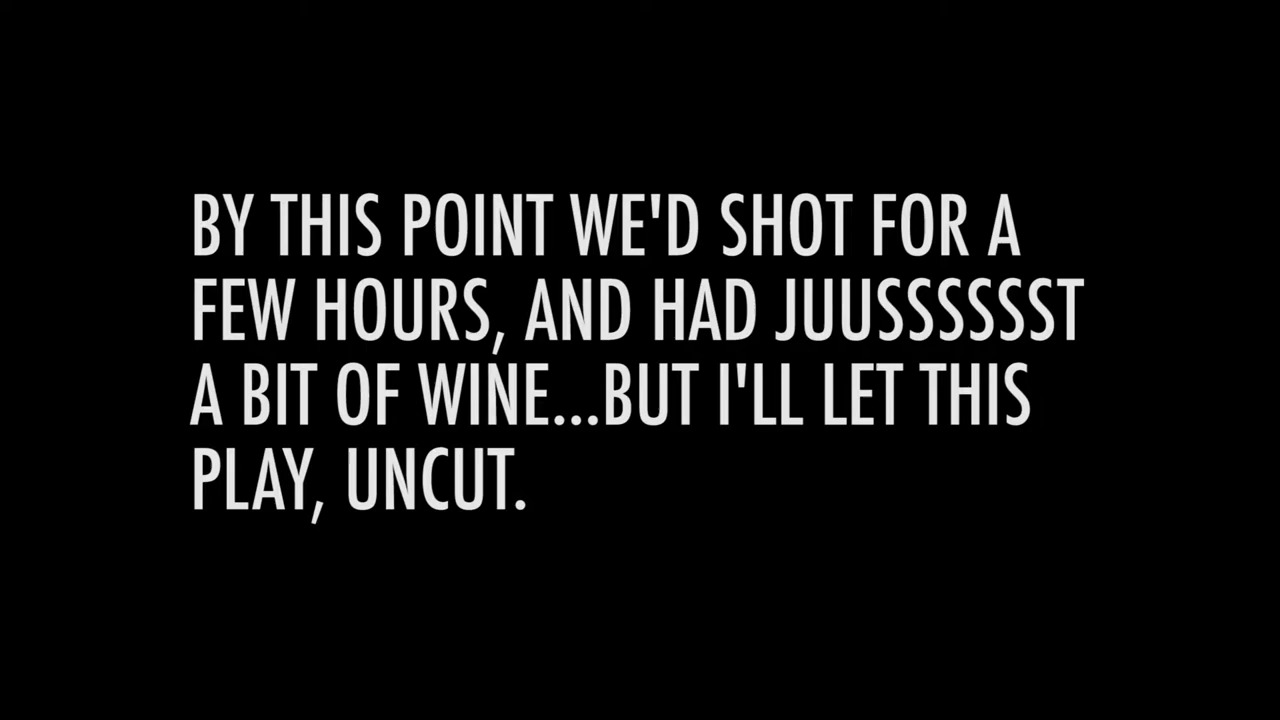 BY THIS POINT WE'D SHOT FOR A
FEW HOURS, AND HAD JUUSSSSSSST
A BIT OF WINE...BUT I'LL LET THIS
PLAY, UNCUT.